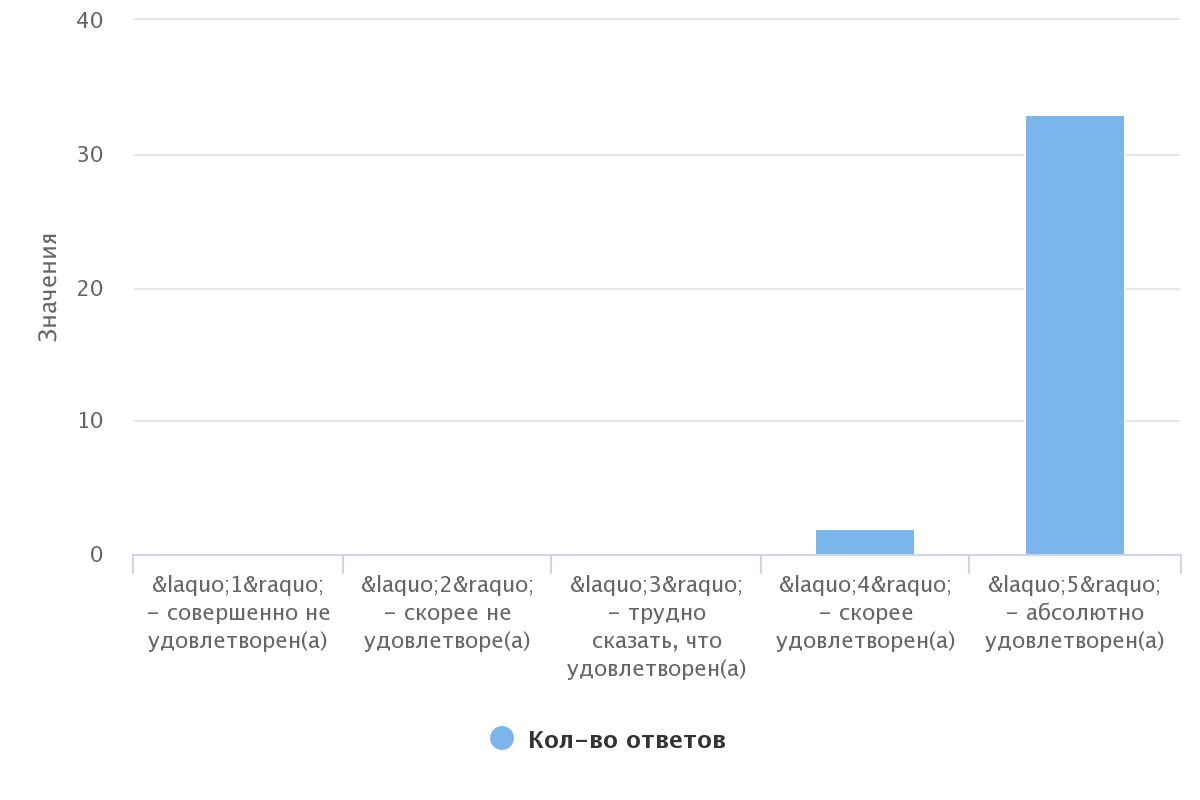 40
30
20
10
0
Значения
&laquo;1&raquo;
– совершенно не
удовлетворен(а)
&laquo;2&raquo;
– скорее не
удовлетворе(а)
&laquo;3&raquo;
– трудно
сказать, что
удовлетворен(а)
&laquo;4&raquo;
– скорее
удовлетворен(а)
&laquo;5&raquo;
– абсолютно
удовлетворен(а)
Кол–во ответов